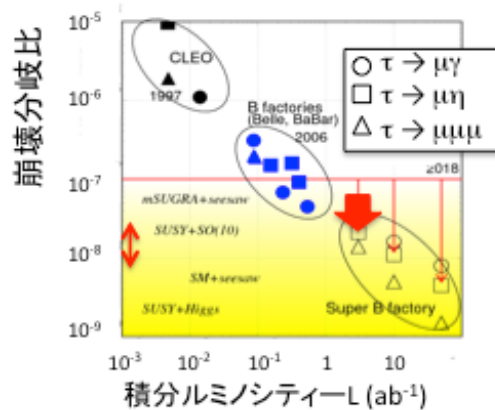 崩壊分岐比
10⁻⁵
10⁻⁶
10⁻⁷
10⁻⁸
10⁻⁹
CLEO
1997
B factories
(Belle, BaBar)
2006
○ τ → μγ
□ τ → μη
△ τ → μμμ
2018
mSUGRA+seesaw
SUSY+SO(10)
SM+seesaw
SUSY+Higgs
Super B factory
10⁻³
10⁻²
10⁻¹
1
10
積分ルミノシティーL (ab⁻¹)